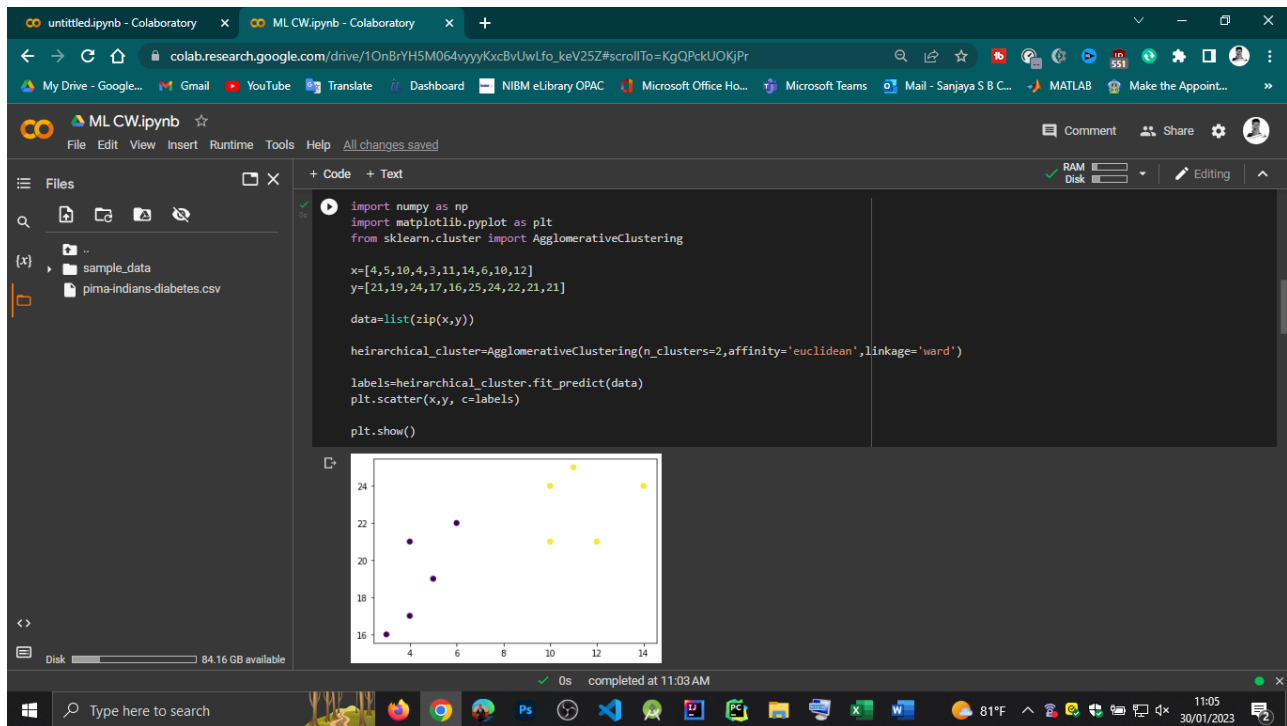 untittled.ipynb - Colaboratory
ML CW.ipynb - Colaboratory
colab.research.google.com/drive/1OnBrYH5M064vyyyKxcBvUwLfo_keV25Z#scrollTo=KgQPckUOKjPr
551
My Drive - Google... Gmail YouTube Translate Dashboard NIBM eLibrary OPAC Microsoft Office Ho... Microsoft Teams Mail - Sanjaya S B C... MATLAB Make the Appoint... »
ML CW.ipynb
Comment Share
File Edit View Insert Runtime Tools Help All changes saved
Files
+ Code + Text
RAM
Disk
Editing
..
sample_data
pima-indians-diabetes.csv
{x}
0s
import numpy as np
import matplotlib.pyplot as plt
from sklearn.cluster import AgglomerativeClustering
x=[4,5,10,4,3,11,14,6,10,12]
y=[21,19,24,17,16,25,24,22,21,21]
data=list(zip(x,y))
heirarchical_cluster=AgglomerativeClustering(n_clusters=2,affinity='euclidean',linkage='ward')
labels=heirarchical_cluster.fit_predict(data)
plt.scatter(x,y, c=labels)
plt.show()
24
22
20
18
16
4 6 8 10 12 14
<>
Disk 84.16 GB available
0s completed at 11:03 AM
Type here to search
Ps
PC
81°F
11:05
30/01/2023
2